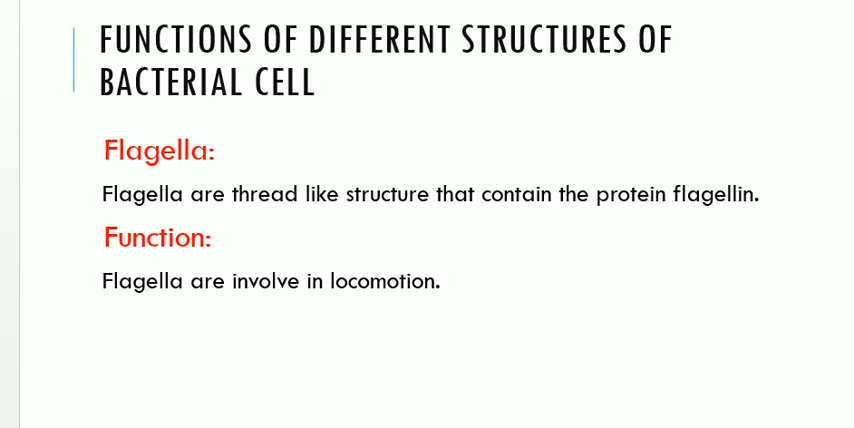 FUNCTIONS OF DIFFERENT STRUCTURES OF
BACTERIAL CELL
Flagella:
Flagella are thread like structure that contain the protein flagellin.
Function:
Flagella are involve in locomotion.